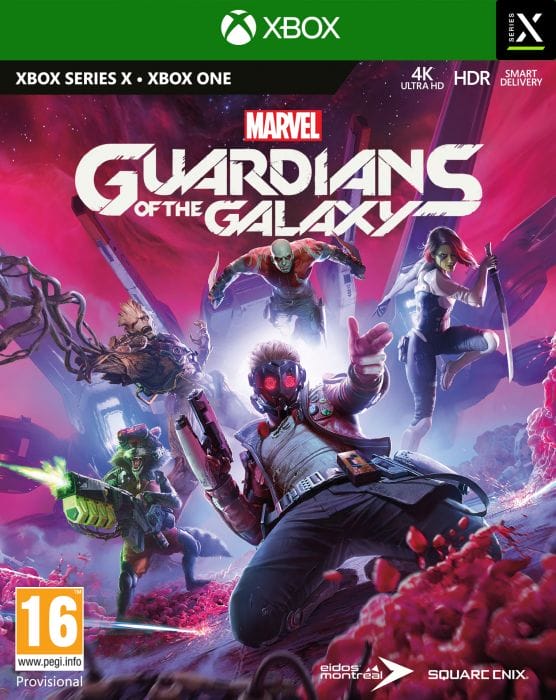 XBOX
SERIES X
XBOX SERIES X • XBOX ONE
4K ULTRA HD
HDR
SMART DELIVERY
MARVEL
GUARDIANS
OF THE GALAXY
16
www.pegi.info
Provisional
eidos montréal
SQUARE ENIX.